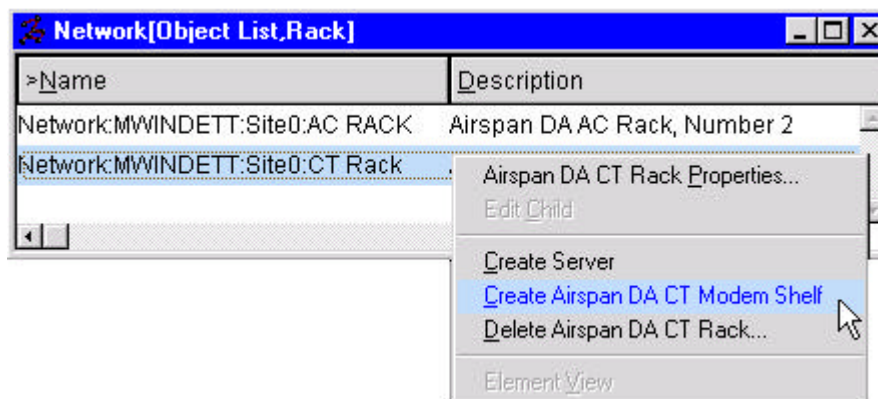 Network[Object List,Rack]
>Name Description
Network:MWINDETT:Site0:AC RACK Airspan DA AC Rack, Number 2
Network:MWINDETT:Site0:CT Rack
Airspan DA CT Rack Properties...
Edit Child
Create Server
Create Airspan DA CT Modem Shelf
Delete Airspan DA CT Rack...
Element View